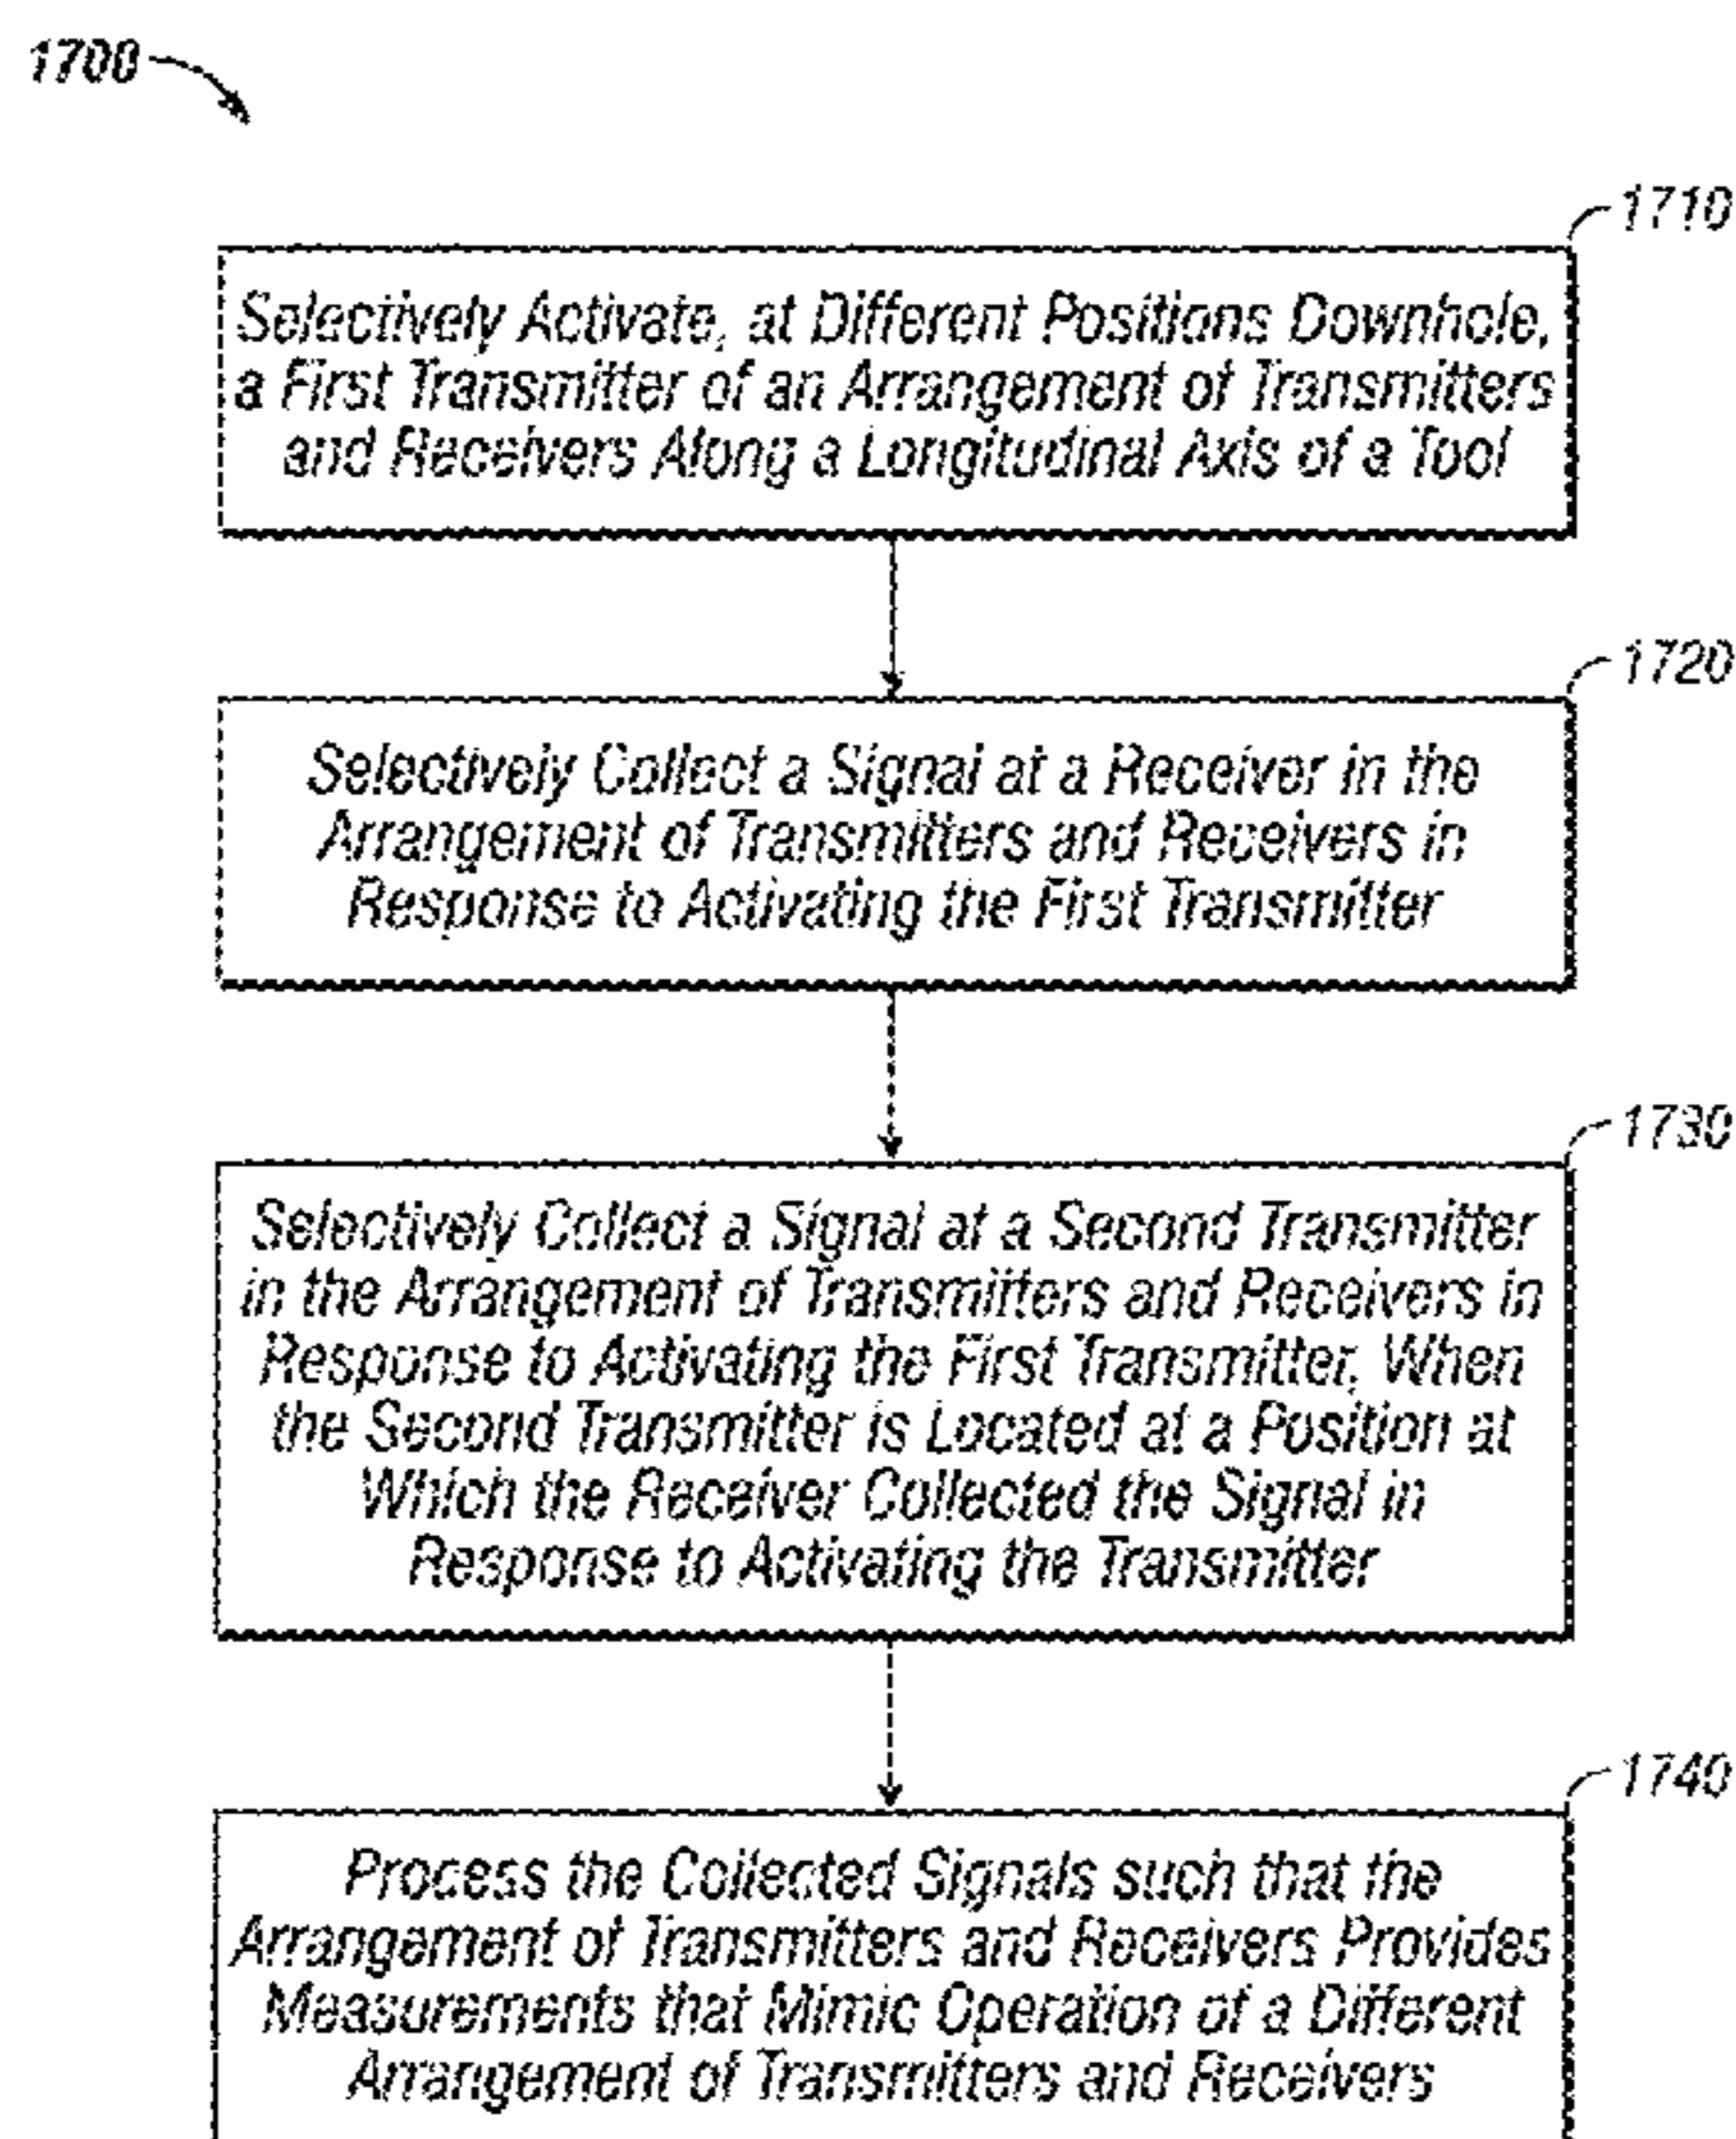 1700
1710
Selectively Activate, at Different Positions Downhole,
a First Transmitter of an Arrangement of Transmitters
and Receivers Along a Longitudinal Axis of a Tool
1720
Selectively Collect a Signal at a Receiver in the
Arrangement of Transmitters and Receivers in
Response to Activating the First Transmitter
1730
Selectively Collect a Signal at a Second Transmitter
in the Arrangement of Transmitters and Receivers in
Response to Activating the First Transmitter, When
the Second Transmitter is Located at a Position at
Which the Receiver Collected the Signal in
Response to Activating the Transmitter
1740
Process the Collected Signals such that the
Arrangement of Transmitters and Receivers Provides
Measurements that Mimic Operation of a Different
Arrangement of Transmitters and Receivers